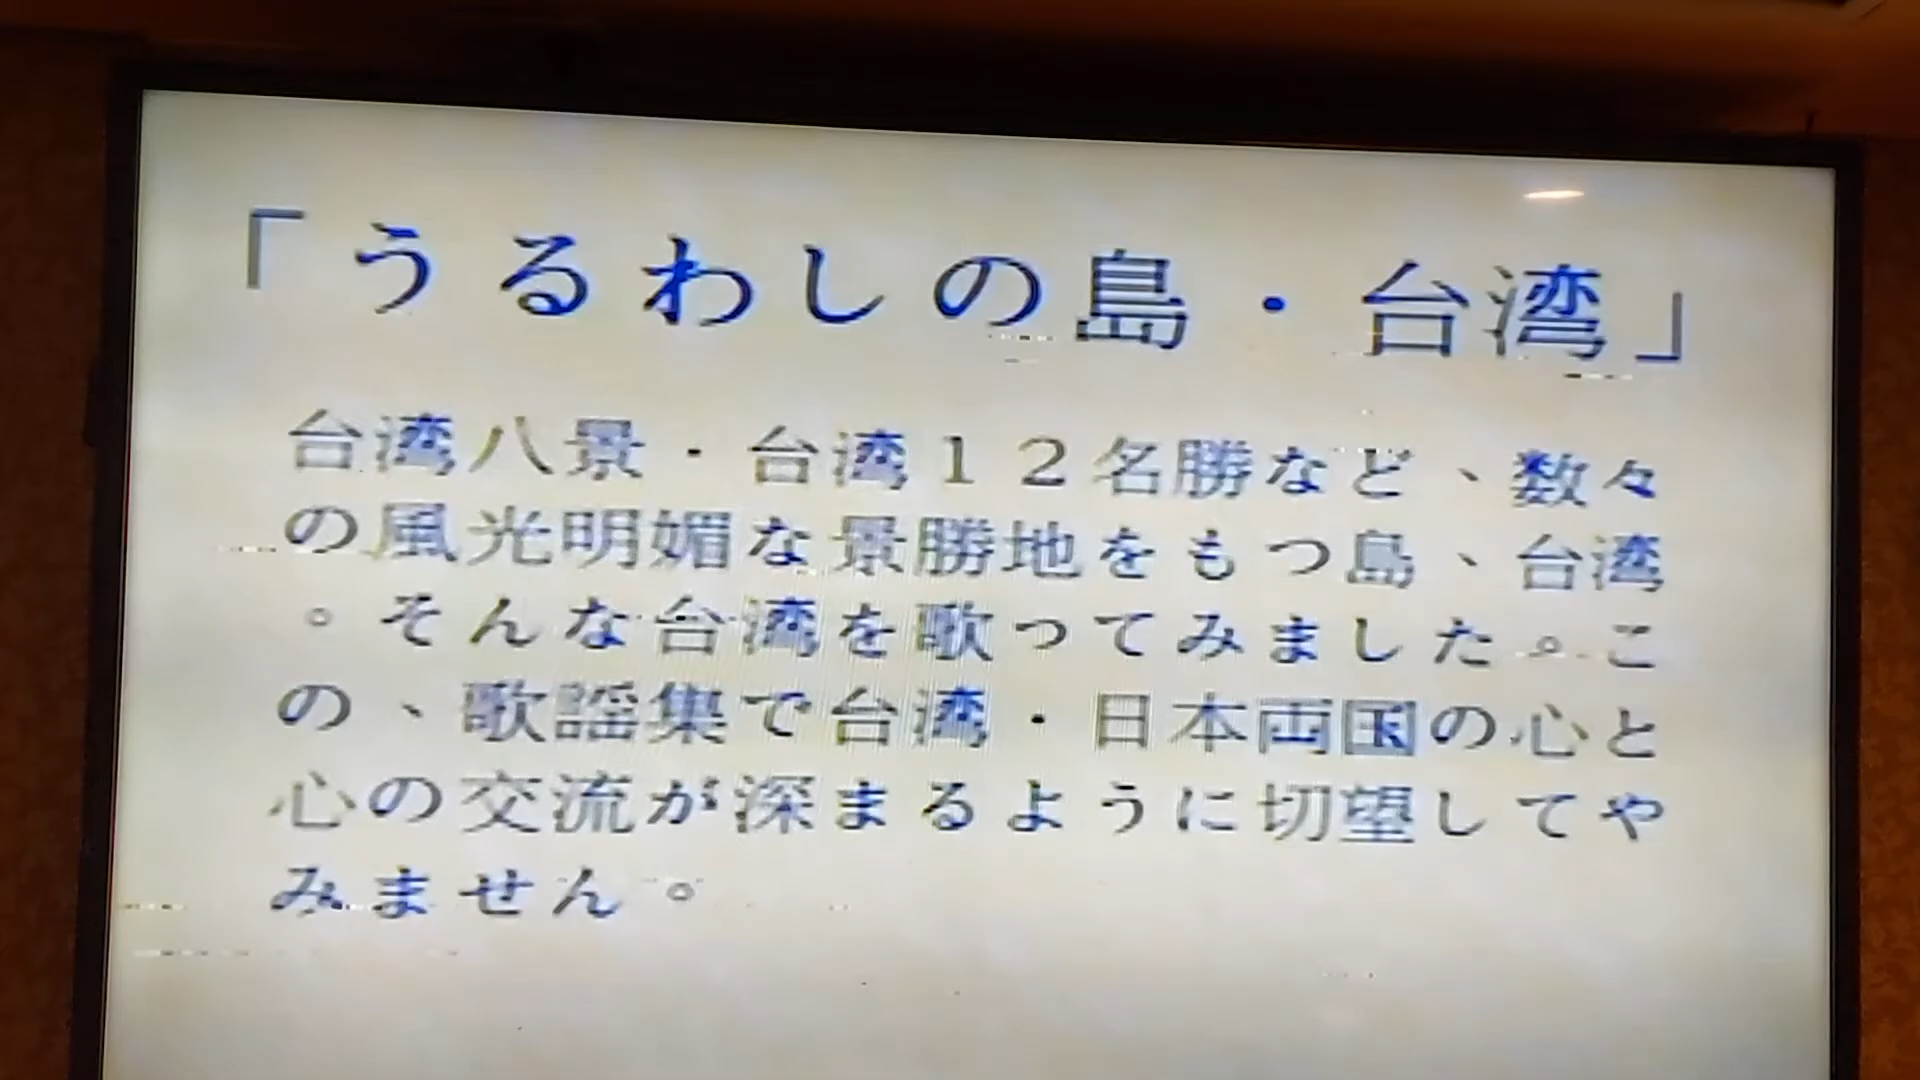 「うるわしの島・台湾」
台湾八景・台湾12名勝など、数々
の風光明媚な景勝地をもつ島、台湾
。そんな台湾を歌ってみました。こ
の、歌謡集で台湾・日本両国の心と
心の交流が深まるように切望してや
みません。